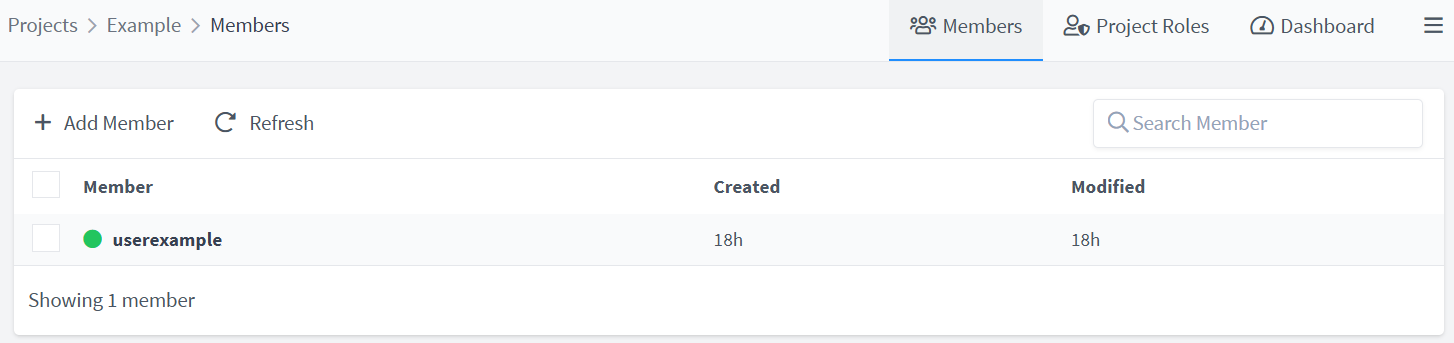 Projects > Example > Members
Members Project Roles Dashboard
Add Member Refresh Search Member
Member Created Modified
userexample 18h 18h
Showing 1 member